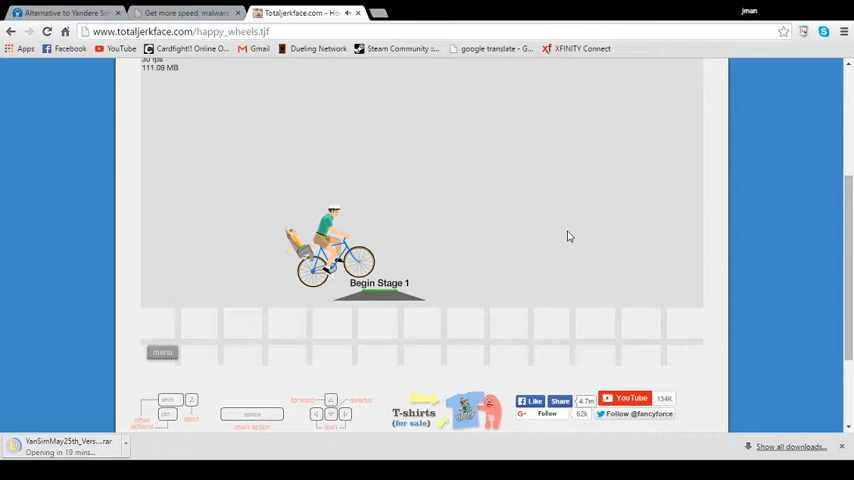 jman
Alternative to Yandere Sim
Get more speed, malware
Totaljerkface.com - Ho
www.totaljerkface.com/happy_wheels.tjf
Apps Facebook YouTube Cardfight!! Online O... Gmail Dueling Network Steam Community :... google translate - G... XFINITY Connect
30 fps
111.09 MB
Begin Stage 1
menu
shift Z
ctrl eject
other actions
space
main action
forward reverse
lean
T-shirts
(for sale)
Like Share 4.7m
Follow 62k
YouTube 134K
Follow @fancyforce
YanSimMay25th_Vers....rar
Opening in 19 mins...
Show all downloads...